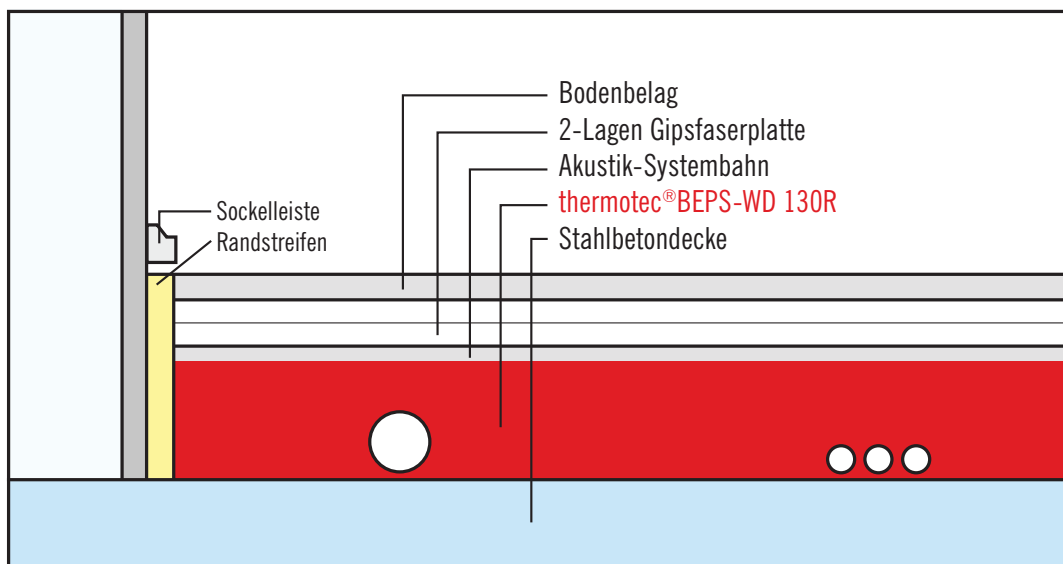 Bodenbelag
2-Lagen Gipsfaserplatte
Akustik-Systembahn
thermotec®BEPS-WD 130R
Stahlbetondecke
Sockelleiste
Randstreifen